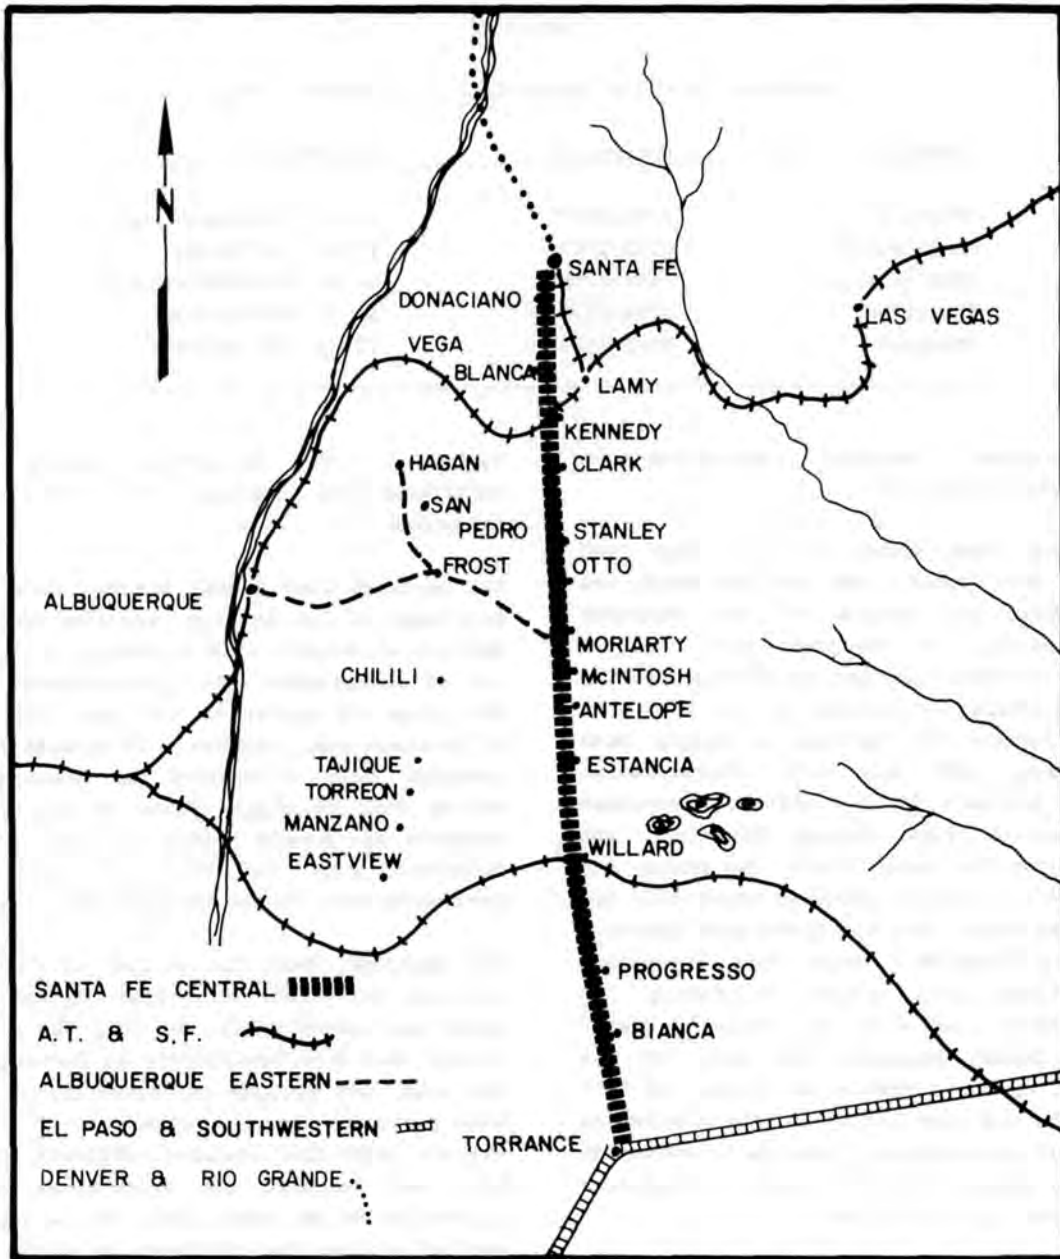 N
SANTA FE
DONACIANO
LAS VEGAS
VEGA
BLANCA
LAMY
KENNEDY
HAGAN
CLARK
SAN
PEDRO
STANLEY
FROST
OTTO
ALBUQUERQUE
MORIARTY
CHILILI
McINTOSH
ANTELOPE
TAJIQUE
ESTANCIA
TORREON
MANZANO
WILLARD
EASTVIEW
PROGRESSO
BIANCA
TORRANCE
SANTA FE CENTRAL
A.T. & S.F.
ALBUQUERQUE EASTERN
EL PASO & SOUTHWESTERN
DENVER & RIO GRANDE